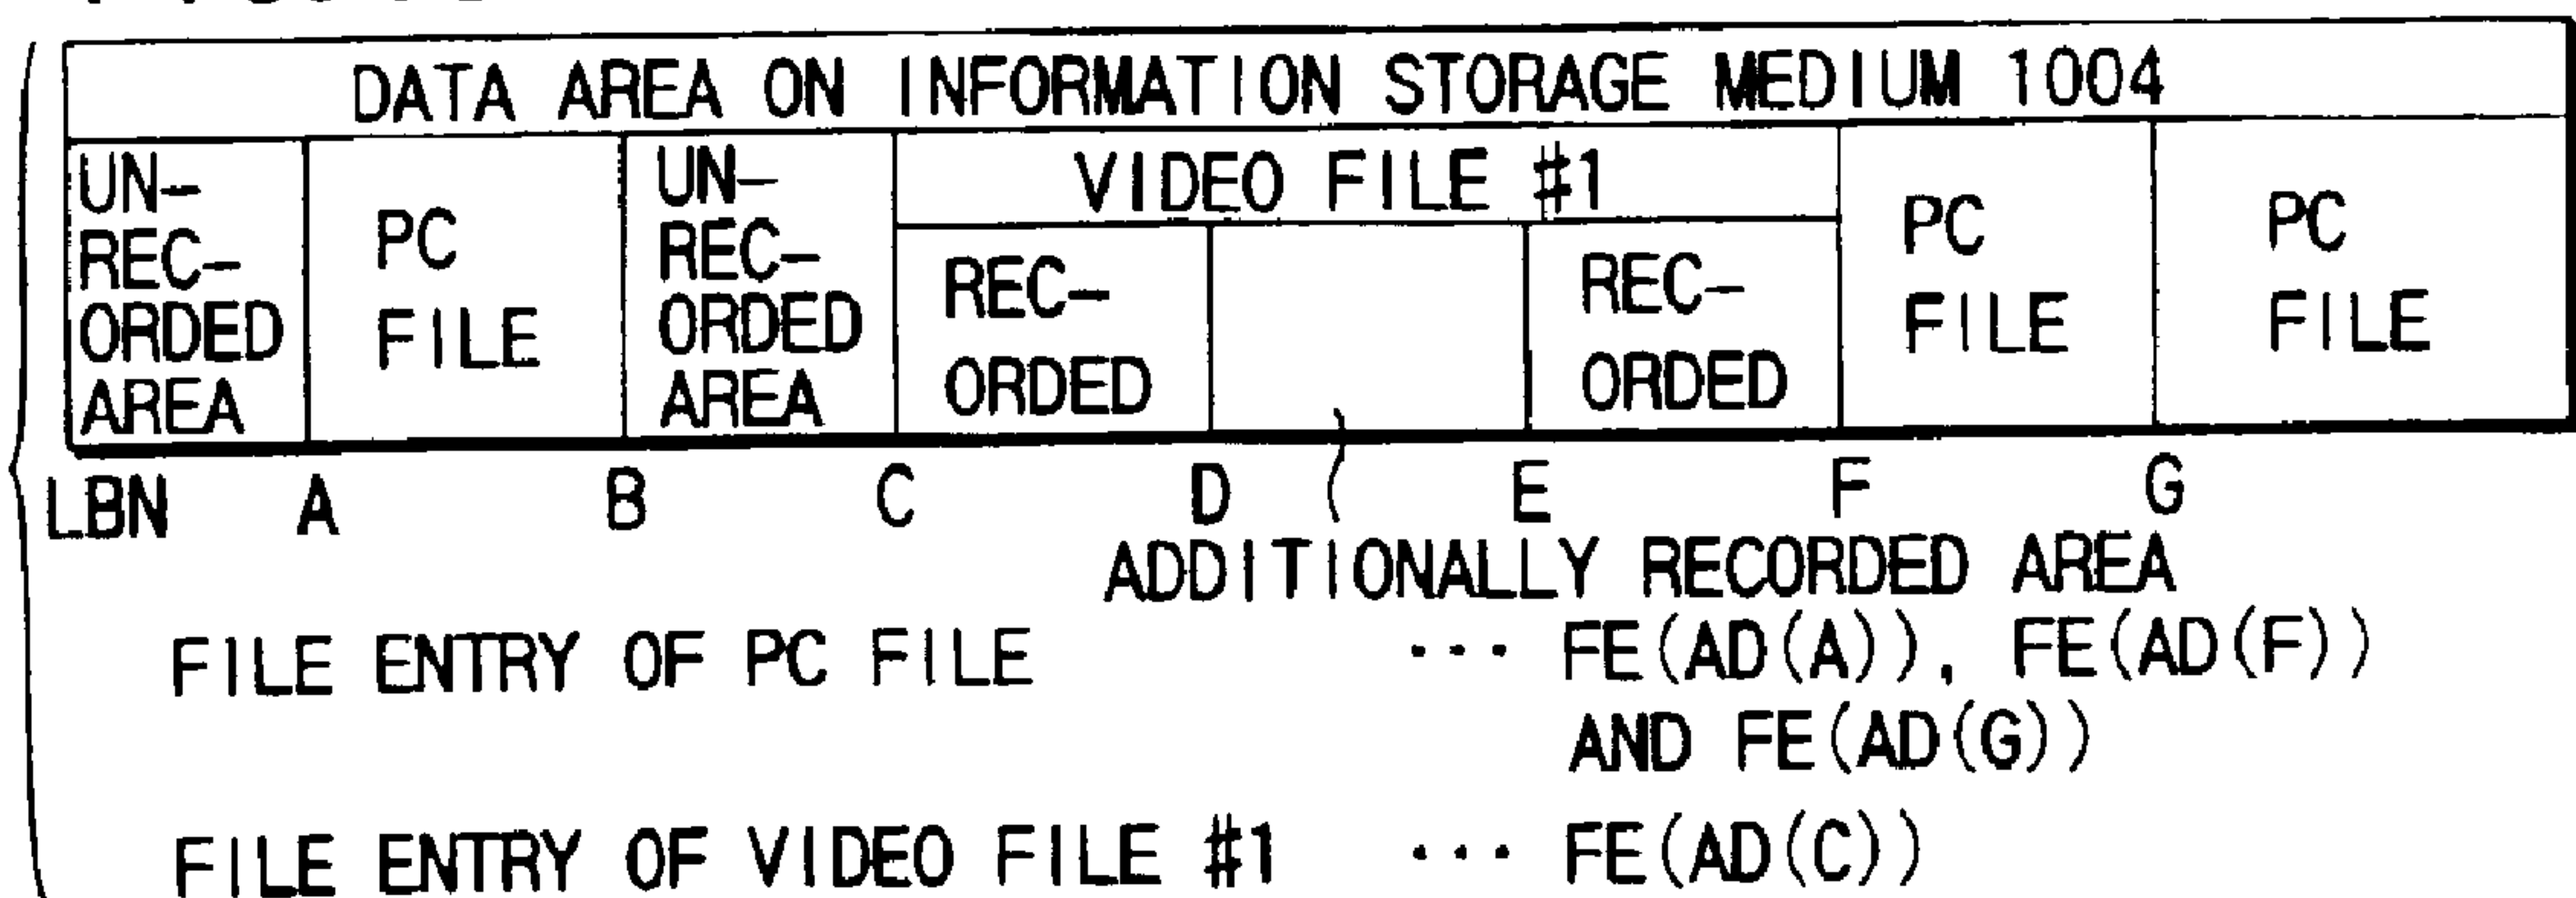 DATA AREA ON INFORMATION STORAGE MEDIUM 1004
UN-
REC-
ORDED
AREA
PC
FILE
UN-
REC-
ORDED
AREA
VIDEO FILE #1
REC-
ORDED
REC-
ORDED
PC
FILE
PC
FILE
LBN A B C D E F G
ADDITIONALLY RECORDED AREA
FILE ENTRY OF PC FILE ... FE(AD(A)), FE(AD(F))
AND FE(AD(G))
FILE ENTRY OF VIDEO FILE #1 ... FE(AD(C))